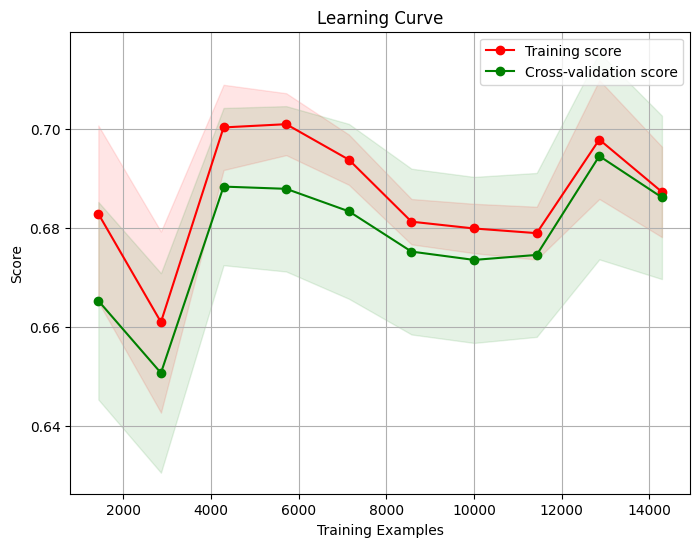 Learning Curve
Training score
Cross-validation score
Score
0.70
0.68
0.66
0.64
2000 4000 6000 8000 10000 12000 14000
Training Examples